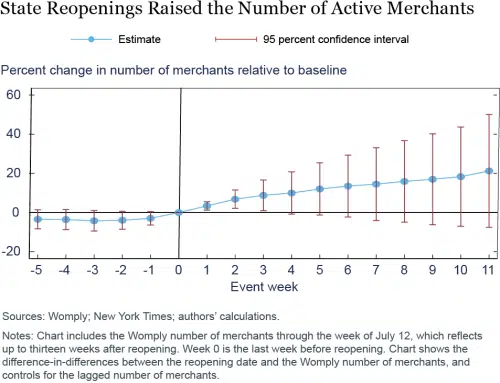 State Reopenings Raised the Number of Active Merchants
Estimate 95 percent confidence interval
Percent change in number of merchants relative to baseline
60
40
20
0
-20
-5 -4 -3 -2 -1 0 1 2 3 4 5 6 7 8 9 10 11
Event week
Sources: Womply; New York Times; authors' calculations.
Notes: Chart includes the Womply number of merchants through the week of July 12, which reflects
up to thirteen weeks after reopening. Week 0 is the last week before reopening. Chart shows the
difference-in-differences between the reopening date and the Womply number of merchants, and
controls for the lagged number of merchants.